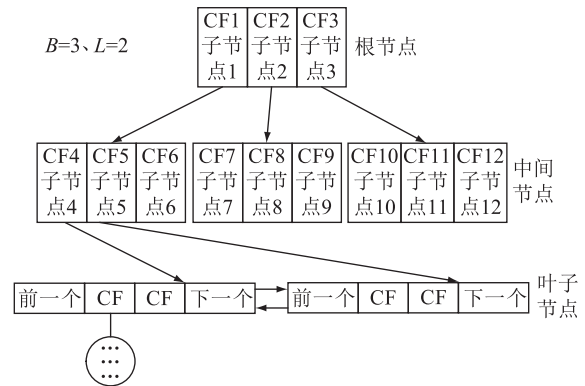 B=3、L=2
CF1 CF2 CF3
子节 子节 子节
点1 点2 点3
根节点
CF4 CF5 CF6 CF7 CF8 CF9 CF10 CF11 CF12
子节 子节 子节 子节 子节 子节 子节 子节 子节
点4 点5 点6 点7 点8 点9 点10 点11 点12
中间
节点
前一个 CF CF 下一个 前一个 CF CF 下一个
叶子
节点